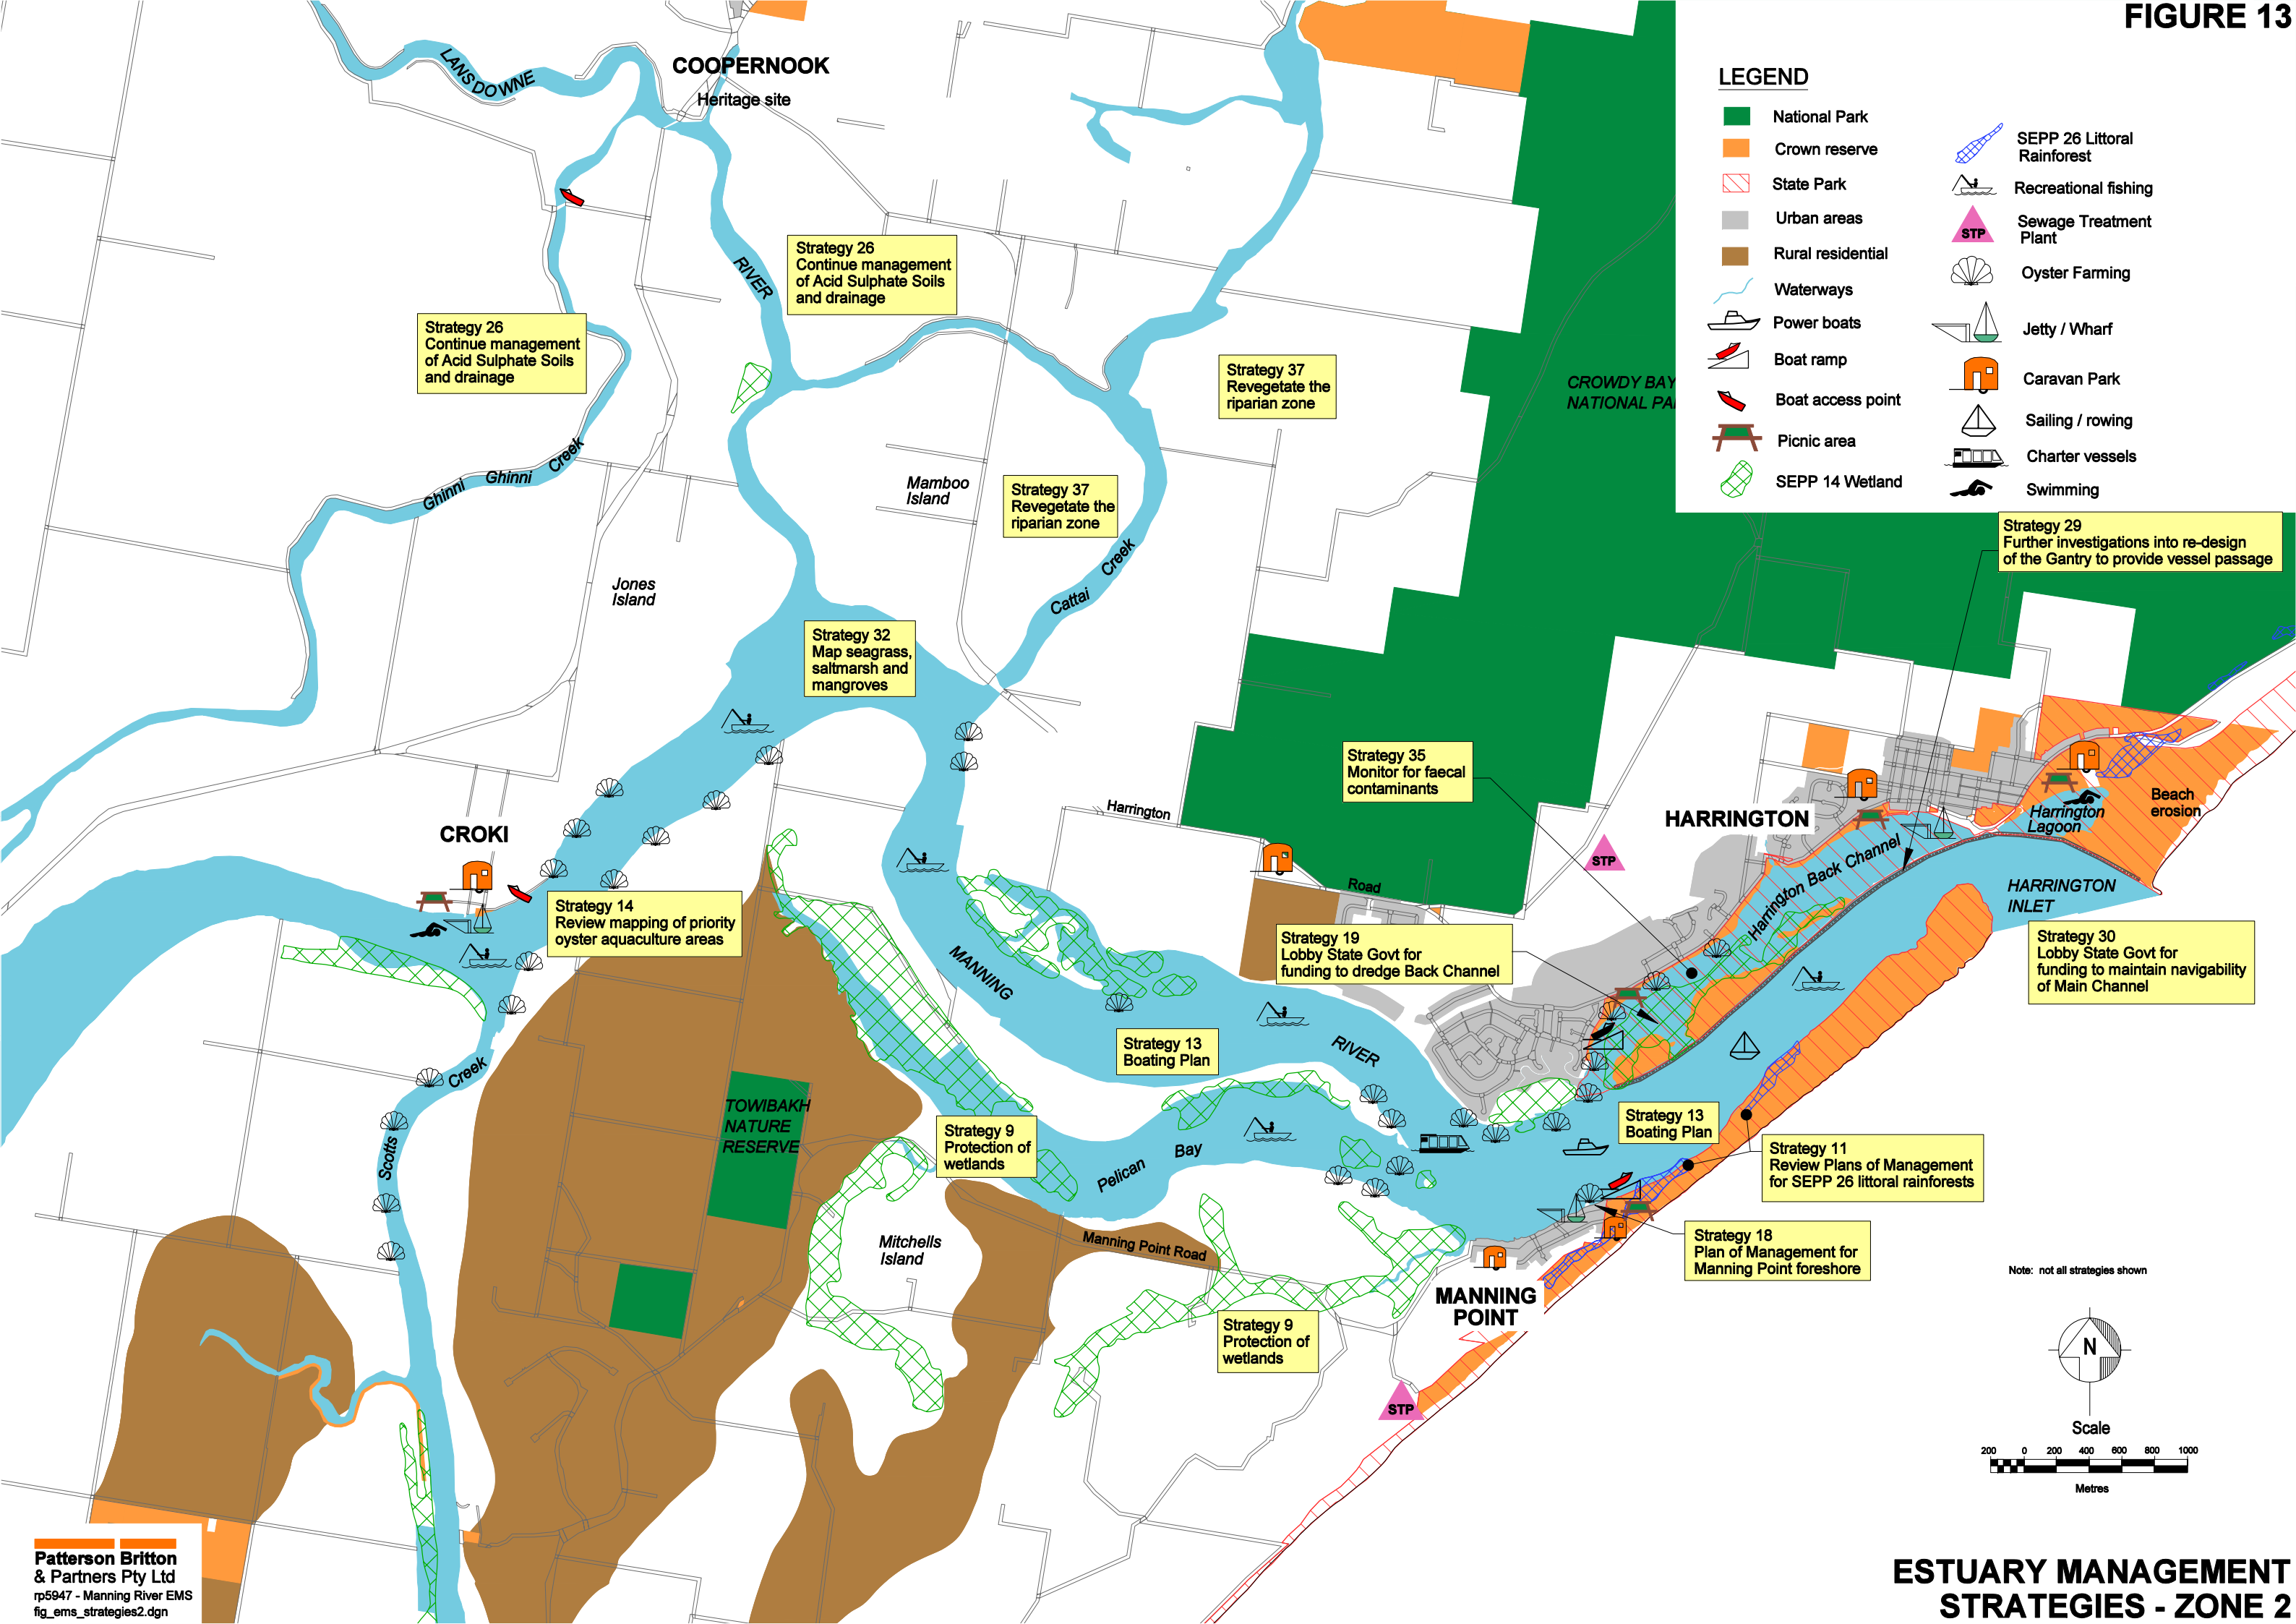 FIGURE 13
LEGEND
National Park
Crown reserve
State Park
Urban areas
Rural residential
Waterways
Power boats
Boat ramp
Boat access point
Picnic area
SEPP 14 Wetland
SEPP 26 Littoral
Rainforest
Recreational fishing
STP
Sewage Treatment
Plant
Oyster Farming
Jetty / Wharf
Caravan Park
Sailing / rowing
Charter vessels
Swimming
LANSDOWNE
COOPERNOOK
Heritage site
RIVER
Strategy 26
Continue management
of Acid Sulphate Soils
and drainage
Strategy 26
Continue management
of Acid Sulphate Soils
and drainage
Strategy 37
Revegetate the
riparian zone
CROWDY BAY
NATIONAL PA
Ghinni
Ghinni
Creek
Mamboo
Island
Strategy 37
Revegetate the
riparian zone
Strategy 29
Further investigations into re-design
of the Gantry to provide vessel passage
Jones
Island
Cattai
Creek
Strategy 32
Map seagrass,
saltmarsh and
mangroves
Strategy 35
Monitor for faecal
contaminants
Harrington
Road
CROKI
HARRINGTON
STP
Harrington Back Channel
Harrington
Lagoon
Beach
erosion
HARRINGTON
INLET
Strategy 14
Review mapping of priority
oyster aquaculture areas
Strategy 19
Lobby State Govt for
funding to dredge Back Channel
Strategy 30
Lobby State Govt for
funding to maintain navigability
of Main Channel
MANNING
RIVER
Strategy 13
Boating Plan
Scotts
Creek
TOWIBAKH
NATURE
RESERVE
Strategy 9
Protection of
wetlands
Pelican
Bay
Strategy 13
Boating Plan
Strategy 11
Review Plans of Management
for SEPP 26 littoral rainforests
Mitchells
Island
Manning Point Road
Strategy 18
Plan of Management for
Manning Point foreshore
MANNING
POINT
Strategy 9
Protection of
wetlands
STP
Note: not all strategies shown
N
Scale
200 0 200 400 600 800 1000
Metres
Patterson Britton
& Partners Pty Ltd
rp5947 - Manning River EMS
fig_ems_strategies2.dgn
ESTUARY MANAGEMENT
STRATEGIES - ZONE 2